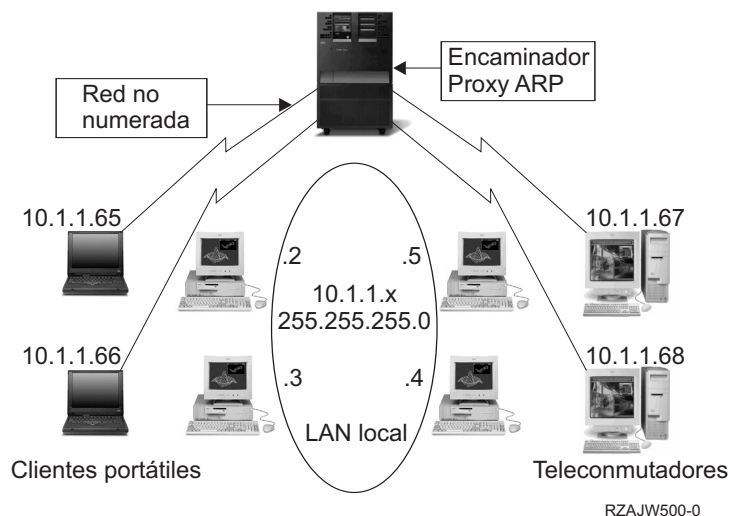 Encaminador
Proxy ARP
Red no
numerada
10.1.1.65
10.1.1.67
.2
.5
10.1.1.x
255.255.255.0
10.1.1.66
10.1.1.68
.3
.4
LAN local
Clientes portátiles
Teleconmutadores
RZAJW500-0